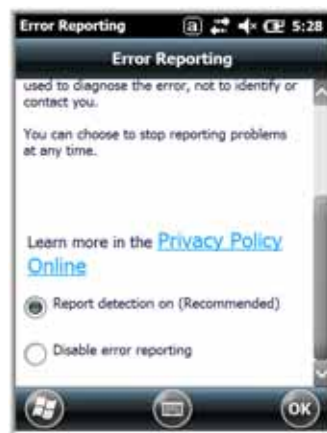 Error Reporting 5:28
Error Reporting
used to diagnose the error, not to identify or
contact you.
You can choose to stop reporting problems
at any time.
Learn more in the Privacy Policy
Online
Report detection on (Recommended)
Disable error reporting
OK